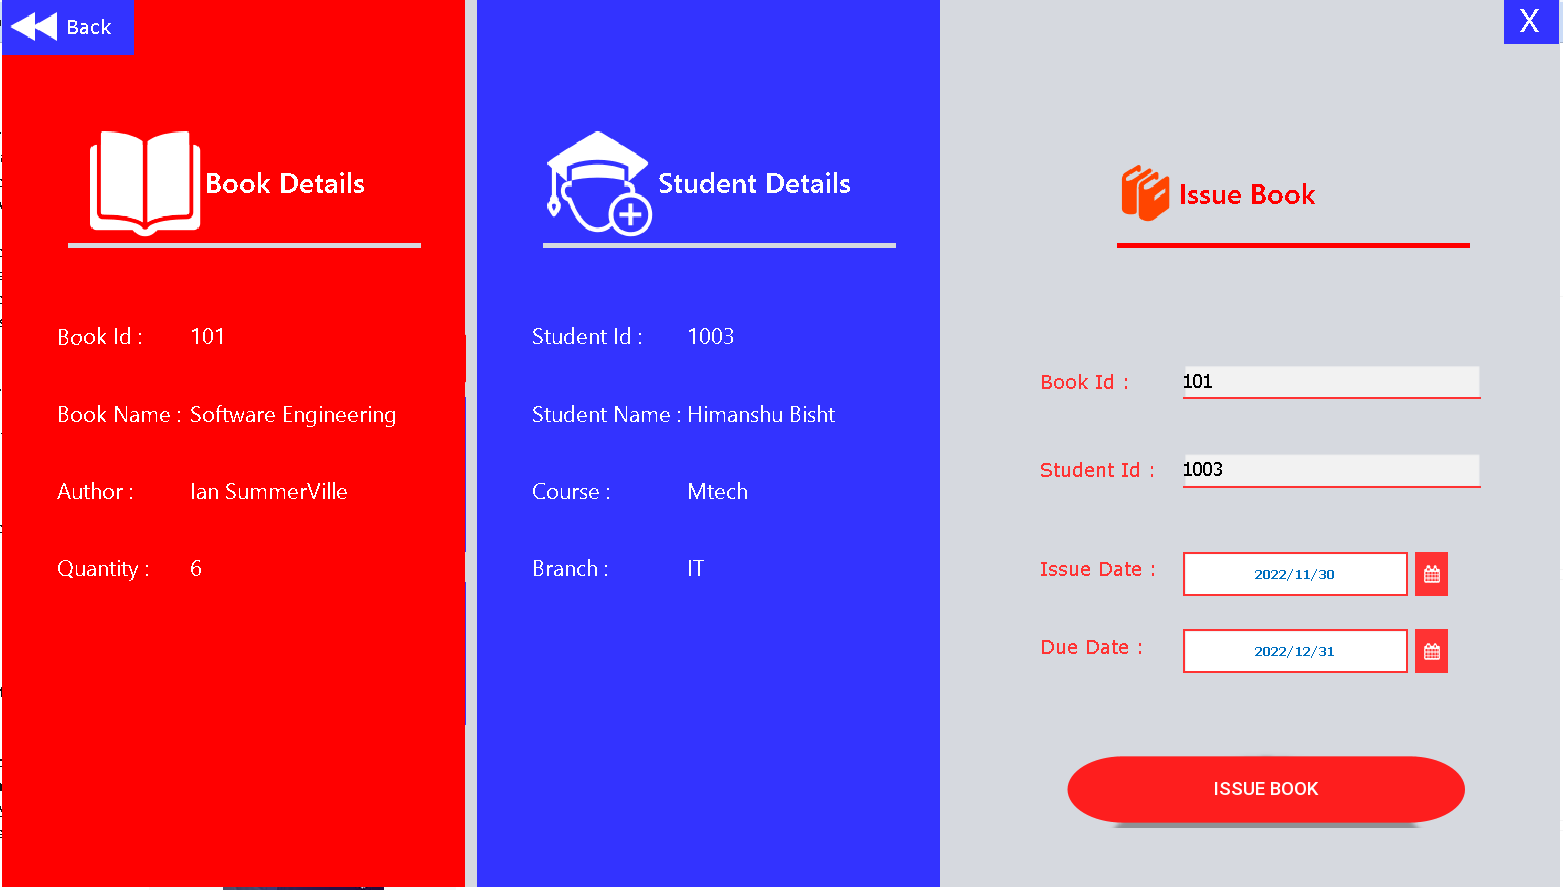 Back
X
Book Details
Book Id : 101
Book Name : Software Engineering
Author : Ian SummerVille
Quantity : 6
Student Details
Student Id : 1003
Student Name : Himanshu Bisht
Course : Mtech
Branch : IT
Issue Book
Book Id : 101
Student Id : 1003
Issue Date : 2022/11/30
Due Date : 2022/12/31
ISSUE BOOK